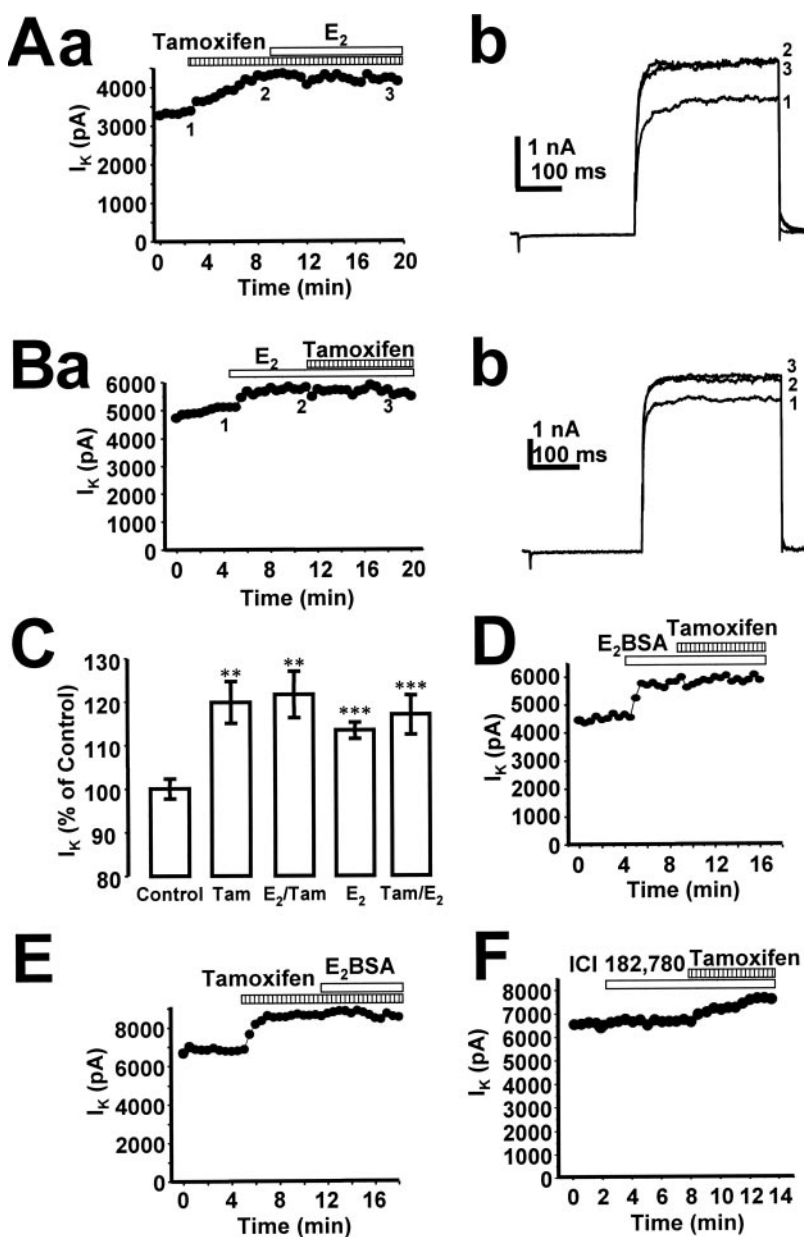 Aa
Tamoxifen
E2
I_K (pA)
4000
3000
2000
1000
0
1
2
3
0 4 8 12 16 20
Time (min)
b
2
3
1
1 nA
100 ms
Ba
E2
Tamoxifen
I_K (pA)
6000
5000
4000
3000
2000
1000
0
1
2
3
0 4 8 12 16 20
Time (min)
b
3
2
1
1 nA
100 ms
C
I_K (% of Control)
130
120
110
100
90
80
**
**
***
***
Control Tam E2/Tam E2 Tam/E2
D
E2BSA
Tamoxifen
I_K (pA)
6000
5000
4000
3000
2000
1000
0
0 4 8 12 16
Time (min)
E
Tamoxifen
E2BSA
I_K (pA)
8000
6000
4000
2000
0
0 4 8 12 16
Time (min)
F
ICI 182,780
Tamoxifen
I_K (pA)
8000
7000
6000
5000
4000
3000
2000
1000
0
0 2 4 6 8 10 12 14
Time (min)